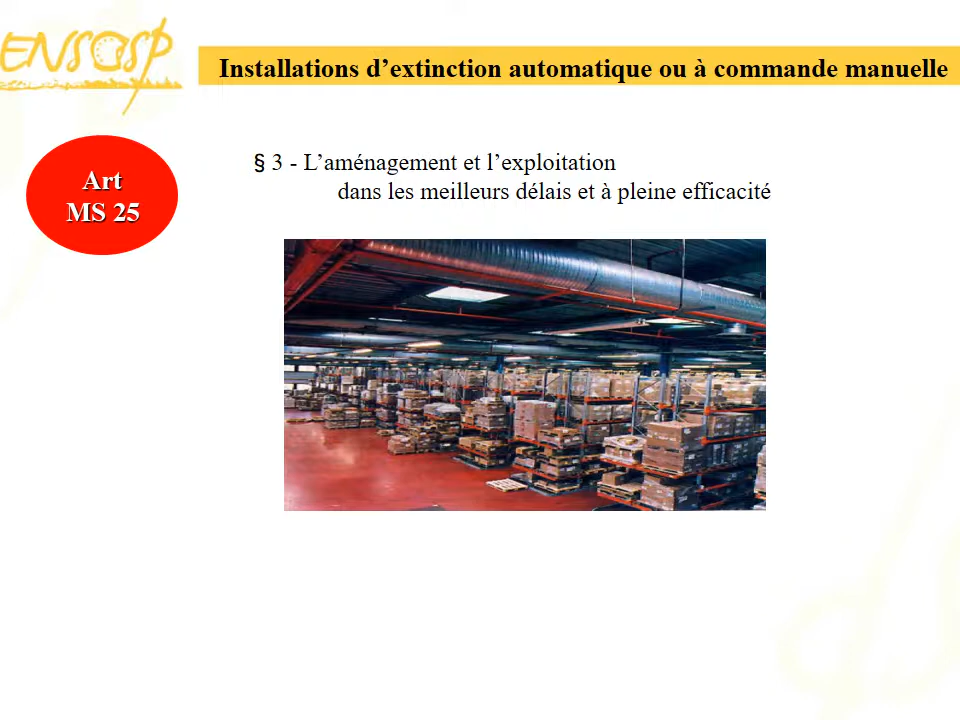 ENSOSP
Installations d’extinction automatique ou à commande manuelle
Art
MS 25
§ 3 - L’aménagement et l’exploitation
dans les meilleurs délais et à pleine efficacité